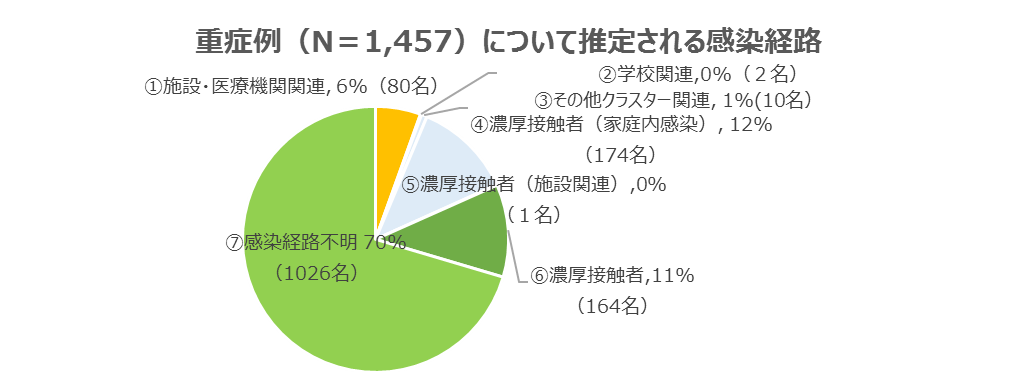 重症例（N＝1,457）について推定される感染経路
①施設・医療機関関連, 6%（80名）
②学校関連,0%（２名）
③その他クラスター関連, 1%(10名）
④濃厚接触者（家庭内感染）, 12%
（174名）
⑤濃厚接触者（施設関連）,0%
（１名）
⑦感染経路不明 70%
（1026名）
⑥濃厚接触者,11%
（164名）